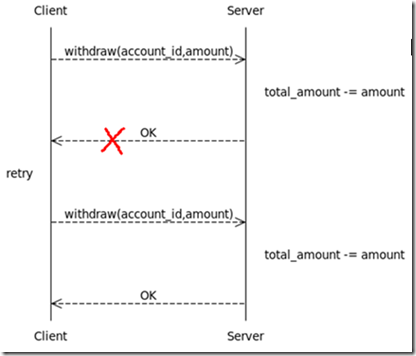 Client Server
withdraw(account_id,amount)
total_amount -= amount
OK
retry
withdraw(account_id,amount)
total_amount -= amount
OK
Client Server